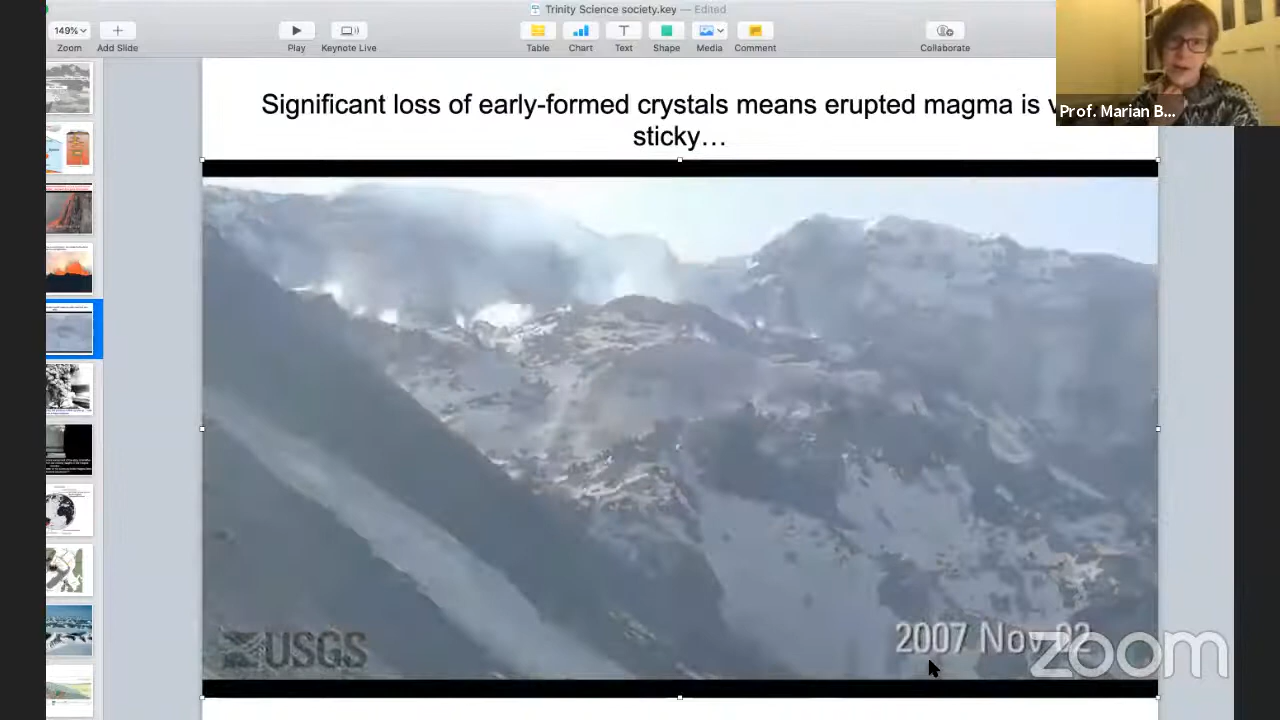 Trinity Science society.key — Edited
149%
Zoom
Add Slide
Play
Keynote Live
Table
Chart
Text
Shape
Media
Comment
Collaborate
Prof. Marian B...
Significant loss of early-formed crystals means erupted magma is v
sticky…
USGS
2007 Nov 02
zoom